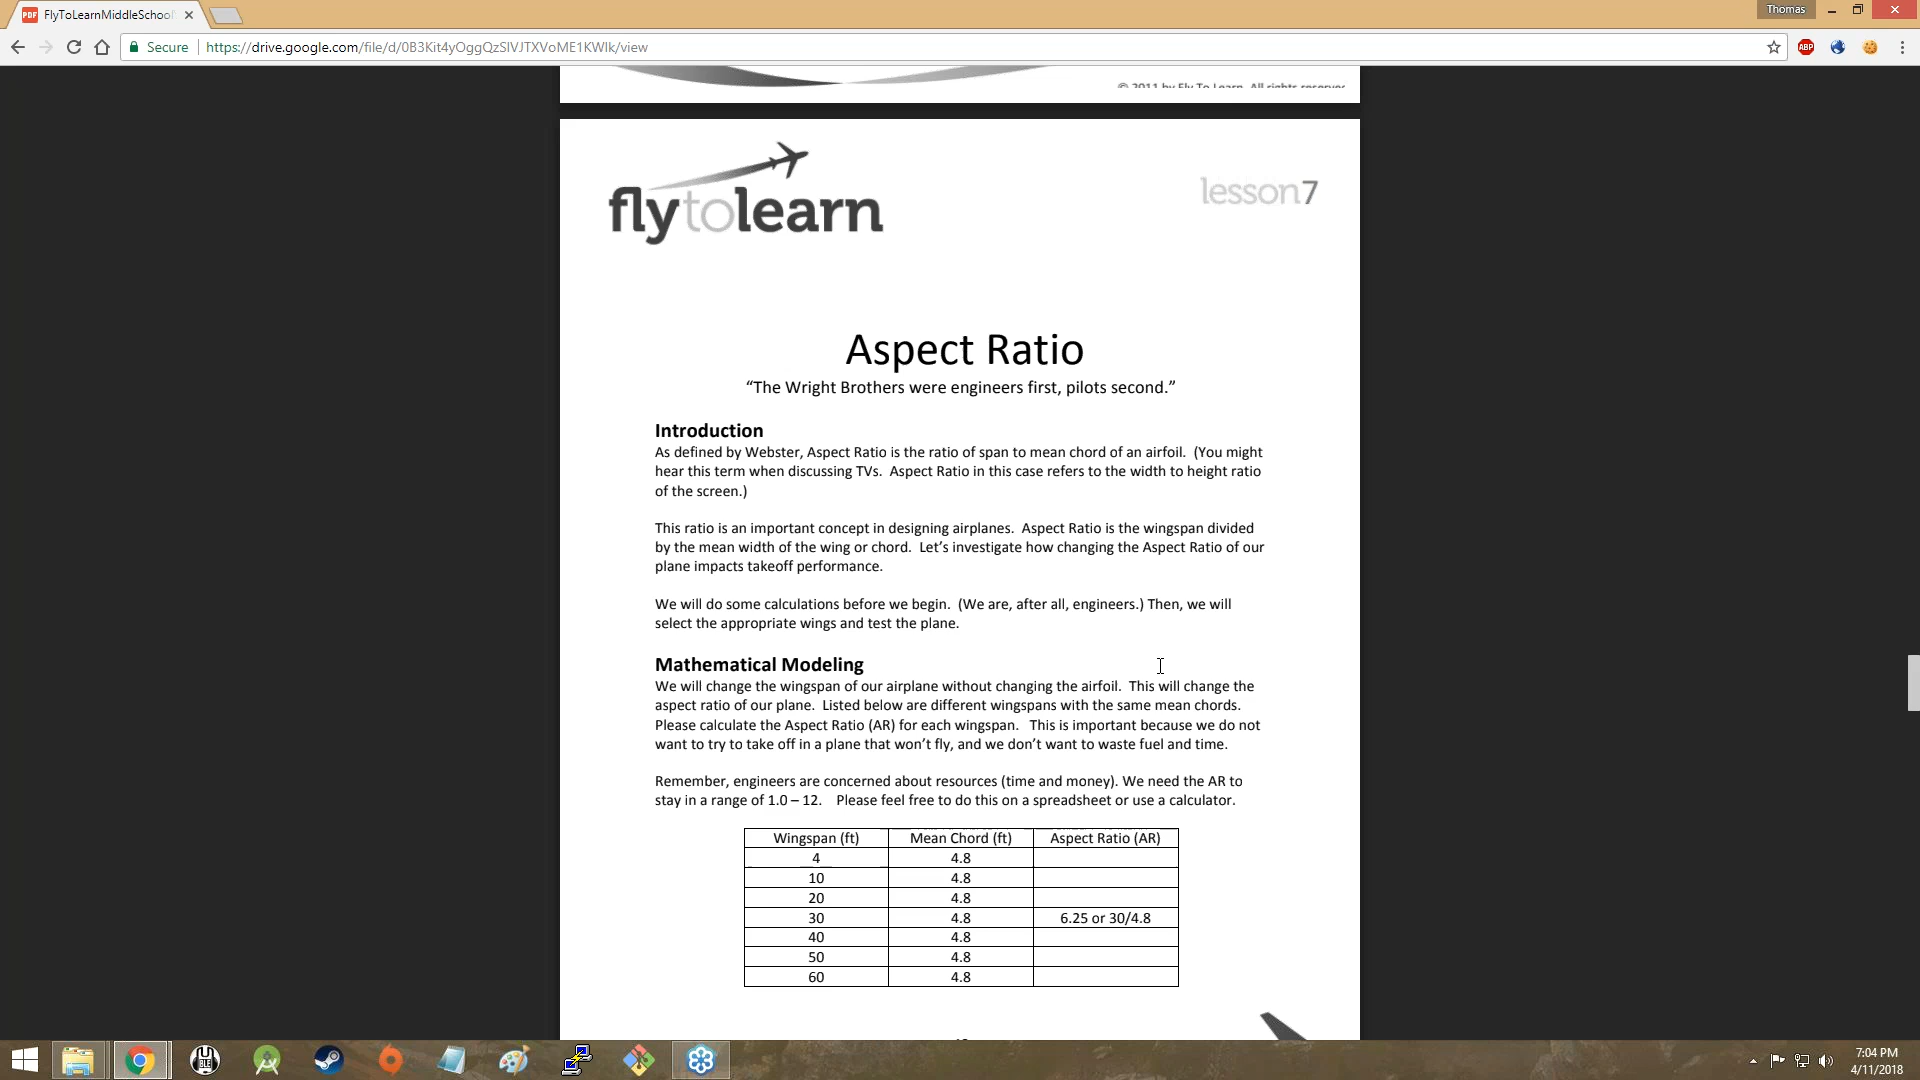 FlyToLearnMiddleSchool
Thomas
Secure
https://drive.google.com/file/d/0B3Kit4yOggQzSlVJTXVoME1KWlk/view
ABP
© 2011 by Fly To Learn. All rights reserve
flytolearn
lesson7
Aspect Ratio
“The Wright Brothers were engineers first, pilots second.”
Introduction
As defined by Webster, Aspect Ratio is the ratio of span to mean chord of an airfoil. (You might
hear this term when discussing TVs. Aspect Ratio in this case refers to the width to height ratio
of the screen.)
This ratio is an important concept in designing airplanes. Aspect Ratio is the wingspan divided
by the mean width of the wing or chord. Let’s investigate how changing the Aspect Ratio of our
plane impacts takeoff performance.
We will do some calculations before we begin. (We are, after all, engineers.) Then, we will
select the appropriate wings and test the plane.
Mathematical Modeling
We will change the wingspan of our airplane without changing the airfoil. This will change the
aspect ratio of our plane. Listed below are different wingspans with the same mean chords.
Please calculate the Aspect Ratio (AR) for each wingspan. This is important because we do not
want to try to take off in a plane that won’t fly, and we don’t want to waste fuel and time.
Remember, engineers are concerned about resources (time and money). We need the AR to
stay in a range of 1.0 – 12. Please feel free to do this on a spreadsheet or use a calculator.
Wingspan (ft) Mean Chord (ft) Aspect Ratio (AR)
4 4.8
10 4.8
20 4.8
30 4.8 6.25 or 30/4.8
40 4.8
50 4.8
60 4.8
7:04 PM
4/11/2018